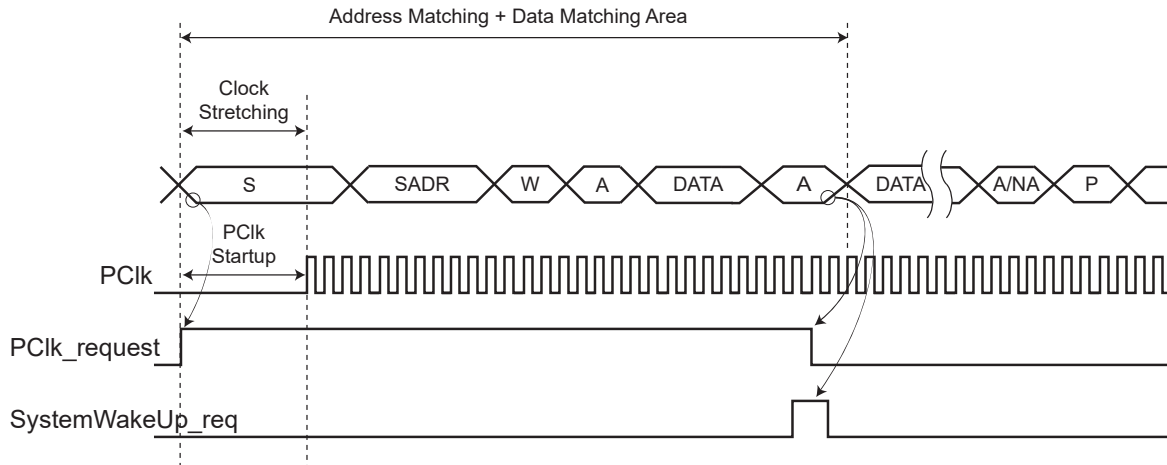 Address Matching + Data Matching Area
Clock
Stretching
S
SADR
W
A
DATA
A
DATA
A/NA
P
PClk
Startup
PClk
PClk_request
SystemWakeUp_req